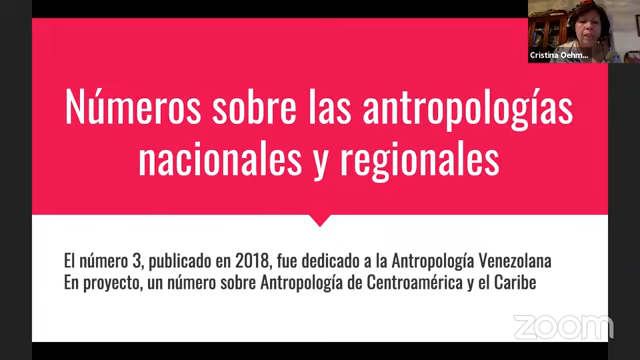 Cristina Oehm...
Números sobre las antropologías
nacionales y regionales
El número 3, publicado en 2018, fue dedicado a la Antropología Venezolana
En proyecto, un número sobre Antropología de Centroamérica y el Caribe
zoom